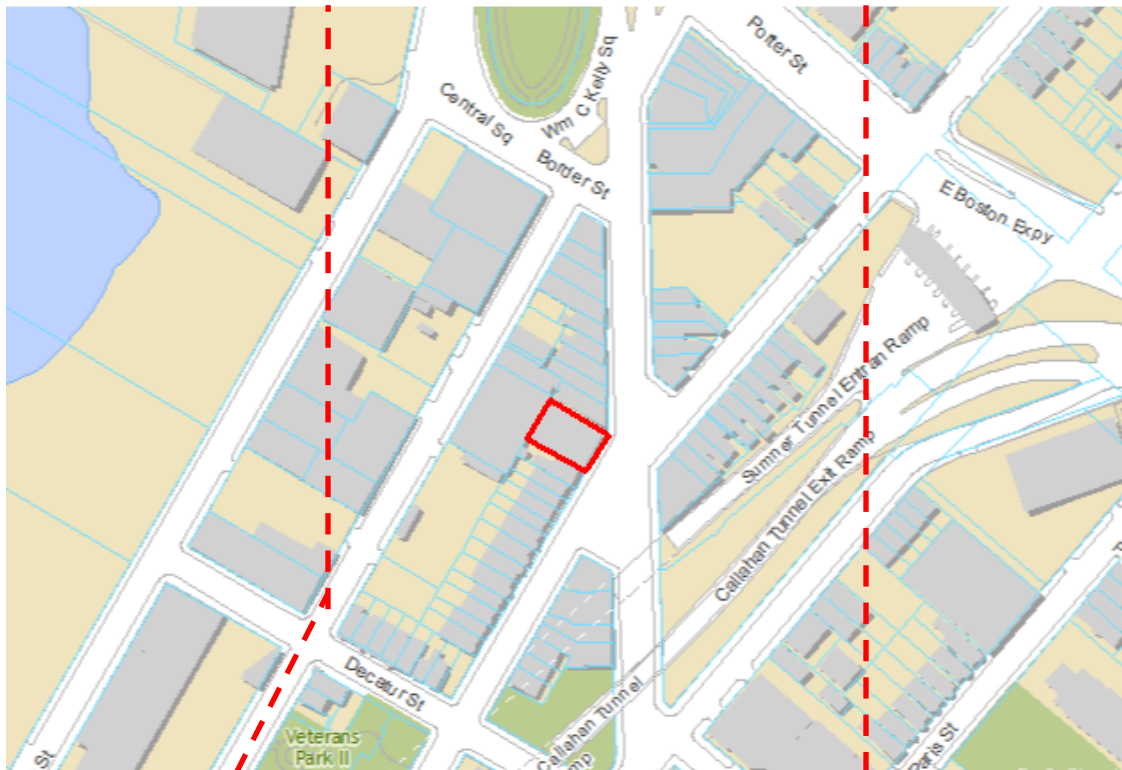 Porter St
Wm C Kelly Sq
Central Sq
Border St
E Boston Expy
Sumner Tunnel Entran Ramp
Callahan Tunnel Exit Ramp
Decatur St
Callahan Tunnel
Veterans
Park II
Paris St
St